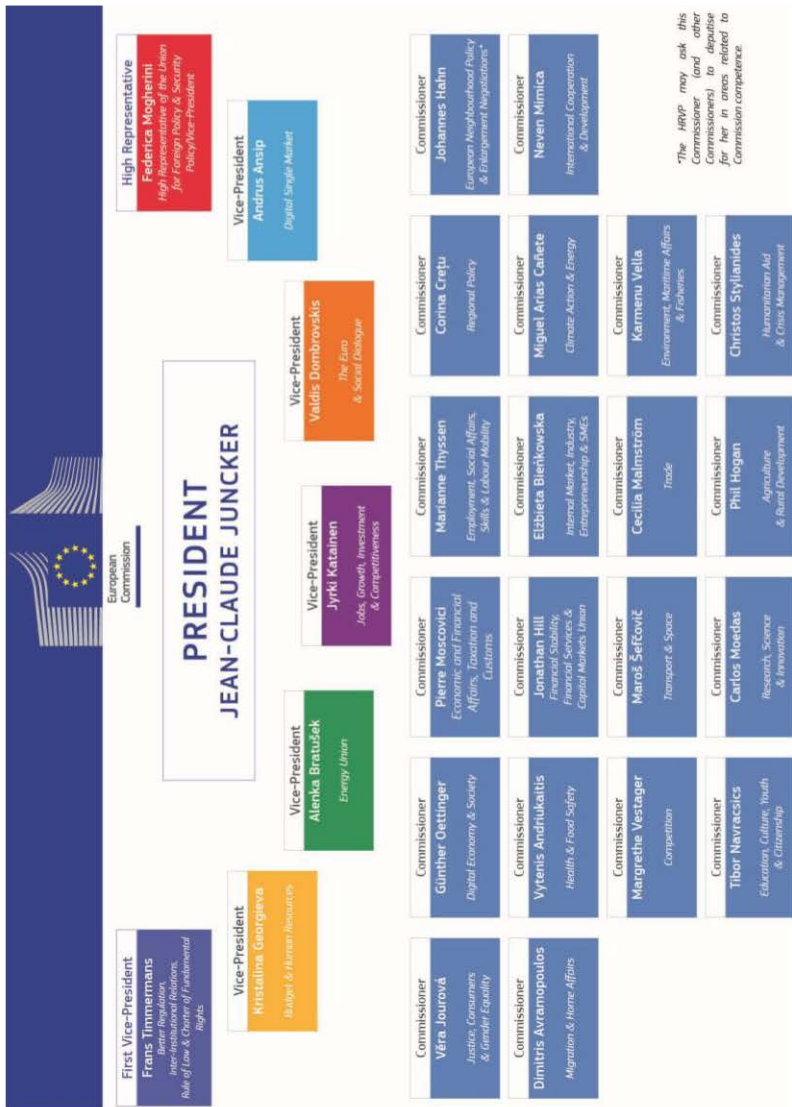 European
Commission
PRESIDENT
JEAN-CLAUDE JUNCKER
First Vice-President
Frans Timmermans
Better Regulation,
Inter-Institutional Relations,
Rule of Law & Charter of Fundamental
Rights
High Representative
Federica Mogherini
High Representative of the Union
for Foreign Policy & Security
Policy/Vice-President
Vice-President
Kristalina Georgieva
Budget & Human Resources
Vice-President
Alenka Bratušek
Energy Union
Vice-President
Jyrki Katainen
Jobs, Growth, Investment
& Competitiveness
Vice-President
Valdis Dombrovskis
The Euro
& Social Dialogue
Vice-President
Andrus Ansip
Digital Single Market
Commissioner
Věra Jourová
Justice, Consumers
& Gender Equality
Commissioner
Günther Oettinger
Digital Economy & Society
Commissioner
Pierre Moscovici
Economic and Financial
Affairs, Taxation and
Customs
Commissioner
Marianne Thyssen
Employment, Social Affairs,
Skills & Labour Mobility
Commissioner
Corina Crețu
Regional Policy
Commissioner
Johannes Hahn
European Neighbourhood Policy
& Enlargement Negotiations*
Commissioner
Dimitris Avramopoulos
Migration & Home Affairs
Commissioner
Vytenis Andriukaitis
Health & Food Safety
Commissioner
Jonathan Hill
Financial Stability,
Financial Services &
Capital Markets Union
Commissioner
Elżbieta Bieńkowska
Internal Market, Industry,
Entrepreneurship & SMEs
Commissioner
Miguel Arias Cañete
Climate Action & Energy
Commissioner
Neven Mimica
International Cooperation
& Development
Commissioner
Margrethe Vestager
Competition
Commissioner
Maroš Šefčovič
Transport & Space
Commissioner
Cecilia Malmström
Trade
Commissioner
Karmenu Vella
Environment, Maritime Affairs
& Fisheries
Commissioner
Tibor Navracsics
Education, Culture, Youth
& Citizenship
Commissioner
Carlos Moedas
Research, Science
& Innovation
Commissioner
Phil Hogan
Agriculture
& Rural Development
Commissioner
Christos Stylianides
Humanitarian Aid
& Crisis Management
*The HRVP may ask this
Commissioner (and other
Commissioners) to deputise
for her in areas related to
Commission competence.